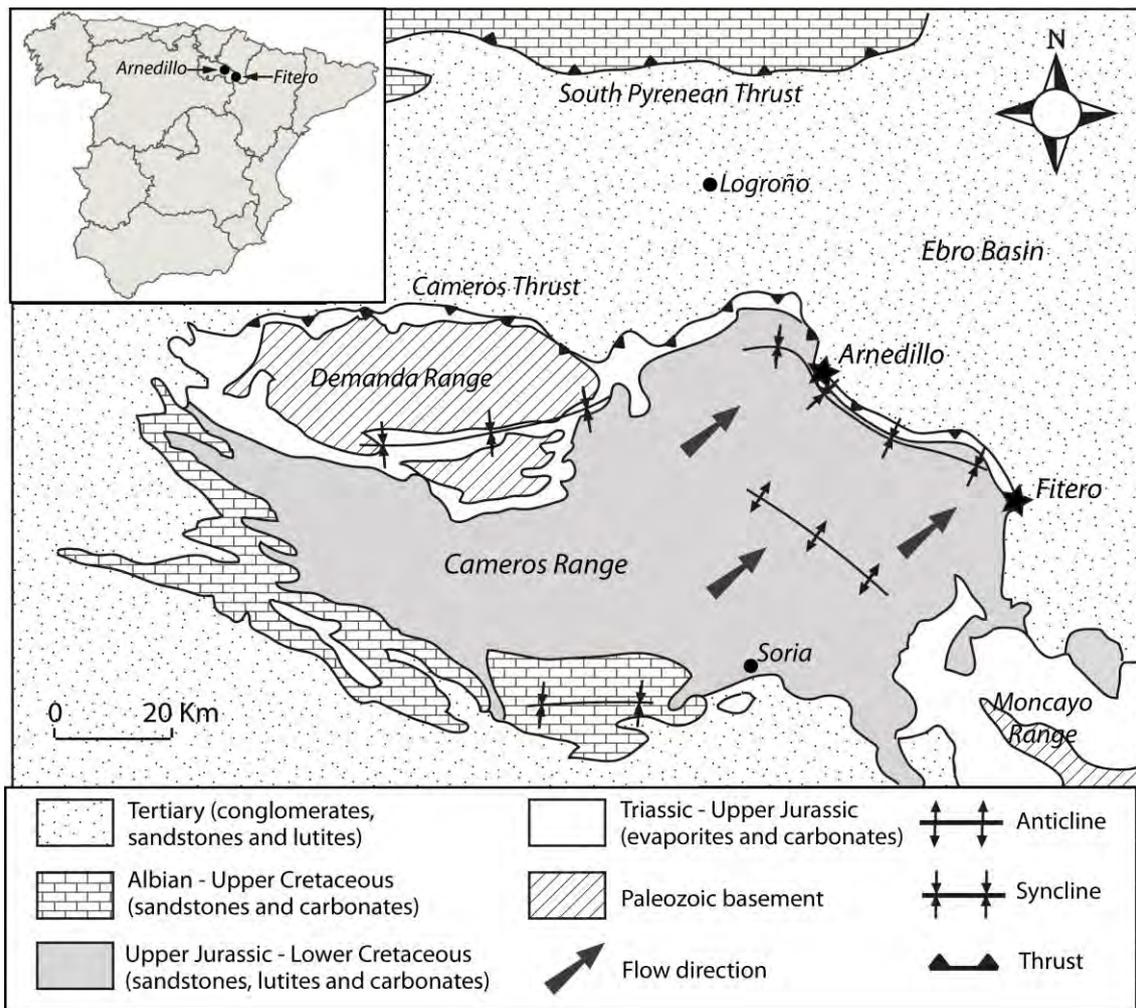 Arnedillo
Fitero
South Pyrenean Thrust
N
Logroño
Ebro Basin
Cameros Thrust
Arnedillo
Demanda Range
Fitero
Cameros Range
Soria
0 20 Km
Moncayo
Range
Tertiary (conglomerates,
sandstones and lutites)
Albian - Upper Cretaceous
(sandstones and carbonates)
Upper Jurassic - Lower Cretaceous
(sandstones, lutites and carbonates)
Triassic - Upper Jurassic
(evaporites and carbonates)
Paleozoic basement
Flow direction
Anticline
Syncline
Thrust